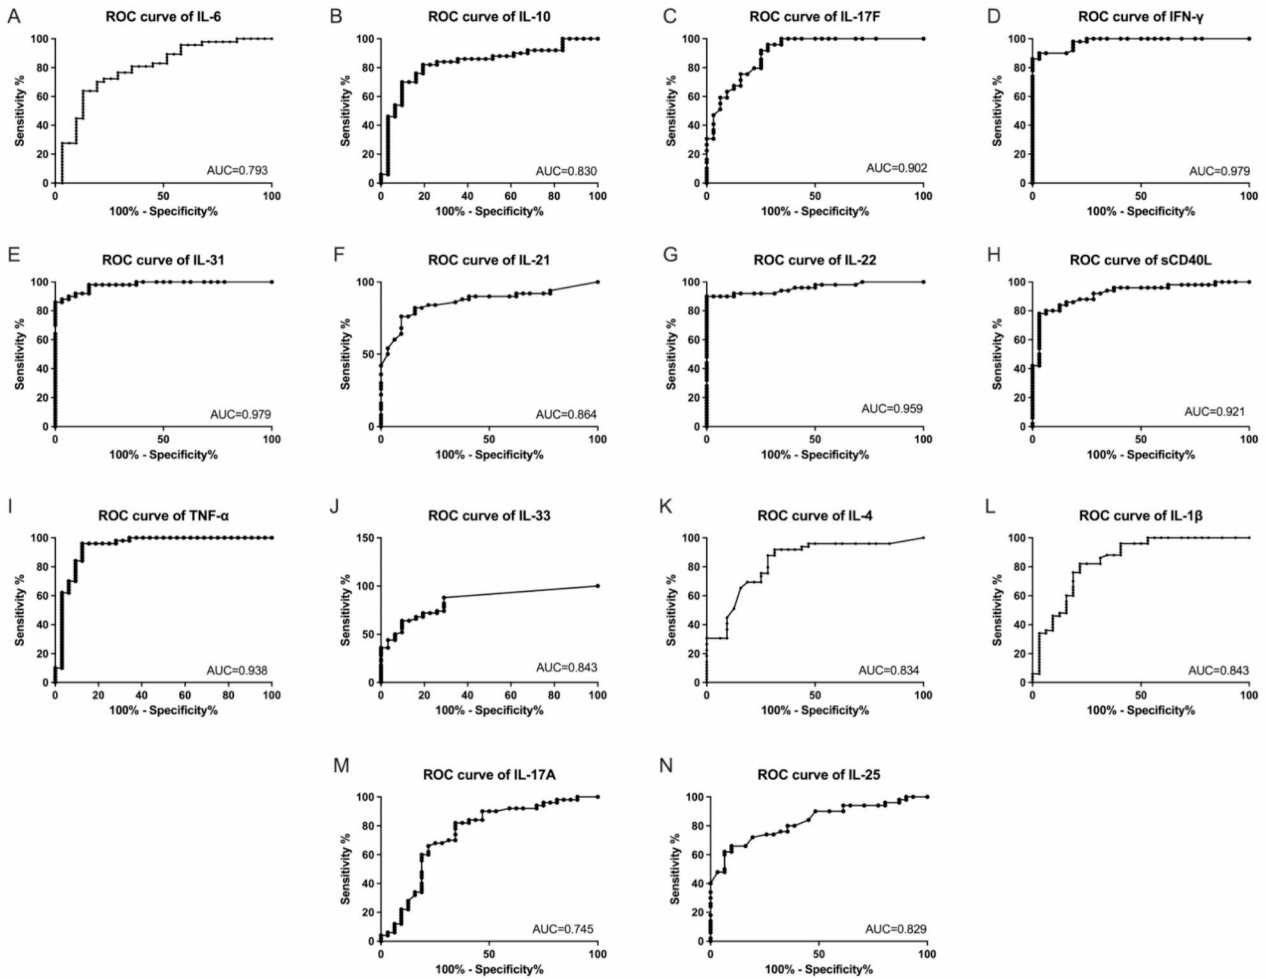 A
ROC curve of IL-6
Sensitivity %
100
80
60
40
20
0
AUC=0.793
0 50 100
100% - Specificity%
B
ROC curve of IL-10
Sensitivity %
100
80
60
40
20
0
AUC=0.830
0 20 40 60 80 100
100% - Specificity%
C
ROC curve of IL-17F
Sensitivity %
100
80
60
40
20
0
AUC=0.902
0 50 100
100% - Specificity%
D
ROC curve of IFN-γ
Sensitivity %
100
80
60
40
20
0
AUC=0.979
0 50 100
100% - Specificity%
E
ROC curve of IL-31
Sensitivity %
100
80
60
40
20
0
AUC=0.979
0 50 100
100% - Specificity%
F
ROC curve of IL-21
Sensitivity %
100
50
0
AUC=0.864
0 50 100
100% - Specificity%
G
ROC curve of IL-22
Sensitivity %
100
80
60
40
20
0
AUC=0.959
0 50 100
100% - Specificity%
H
ROC curve of sCD40L
Sensitivity %
100
80
60
40
20
0
AUC=0.921
0 50 100
100% - Specificity%
I
ROC curve of TNF-α
Sensitivity %
100
80
60
40
20
0
AUC=0.938
0 20 40 60 80 100
100% - Specificity%
J
ROC curve of IL-33
Sensitivity %
150
100
50
0
AUC=0.843
0 20 40 60 80 100
100% - Specificity%
K
ROC curve of IL-4
Sensitivity %
100
80
60
40
20
0
AUC=0.834
0 50 100
100% - Specificity%
L
ROC curve of IL-1β
Sensitivity %
100
80
60
40
20
0
AUC=0.843
0 50 100
100% - Specificity%
M
ROC curve of IL-17A
Sensitivity %
100
80
60
40
20
0
AUC=0.745
0 50 100
100% - Specificity%
N
ROC curve of IL-25
Sensitivity %
100
80
60
40
20
0
AUC=0.829
0 50 100
100% - Specificity%